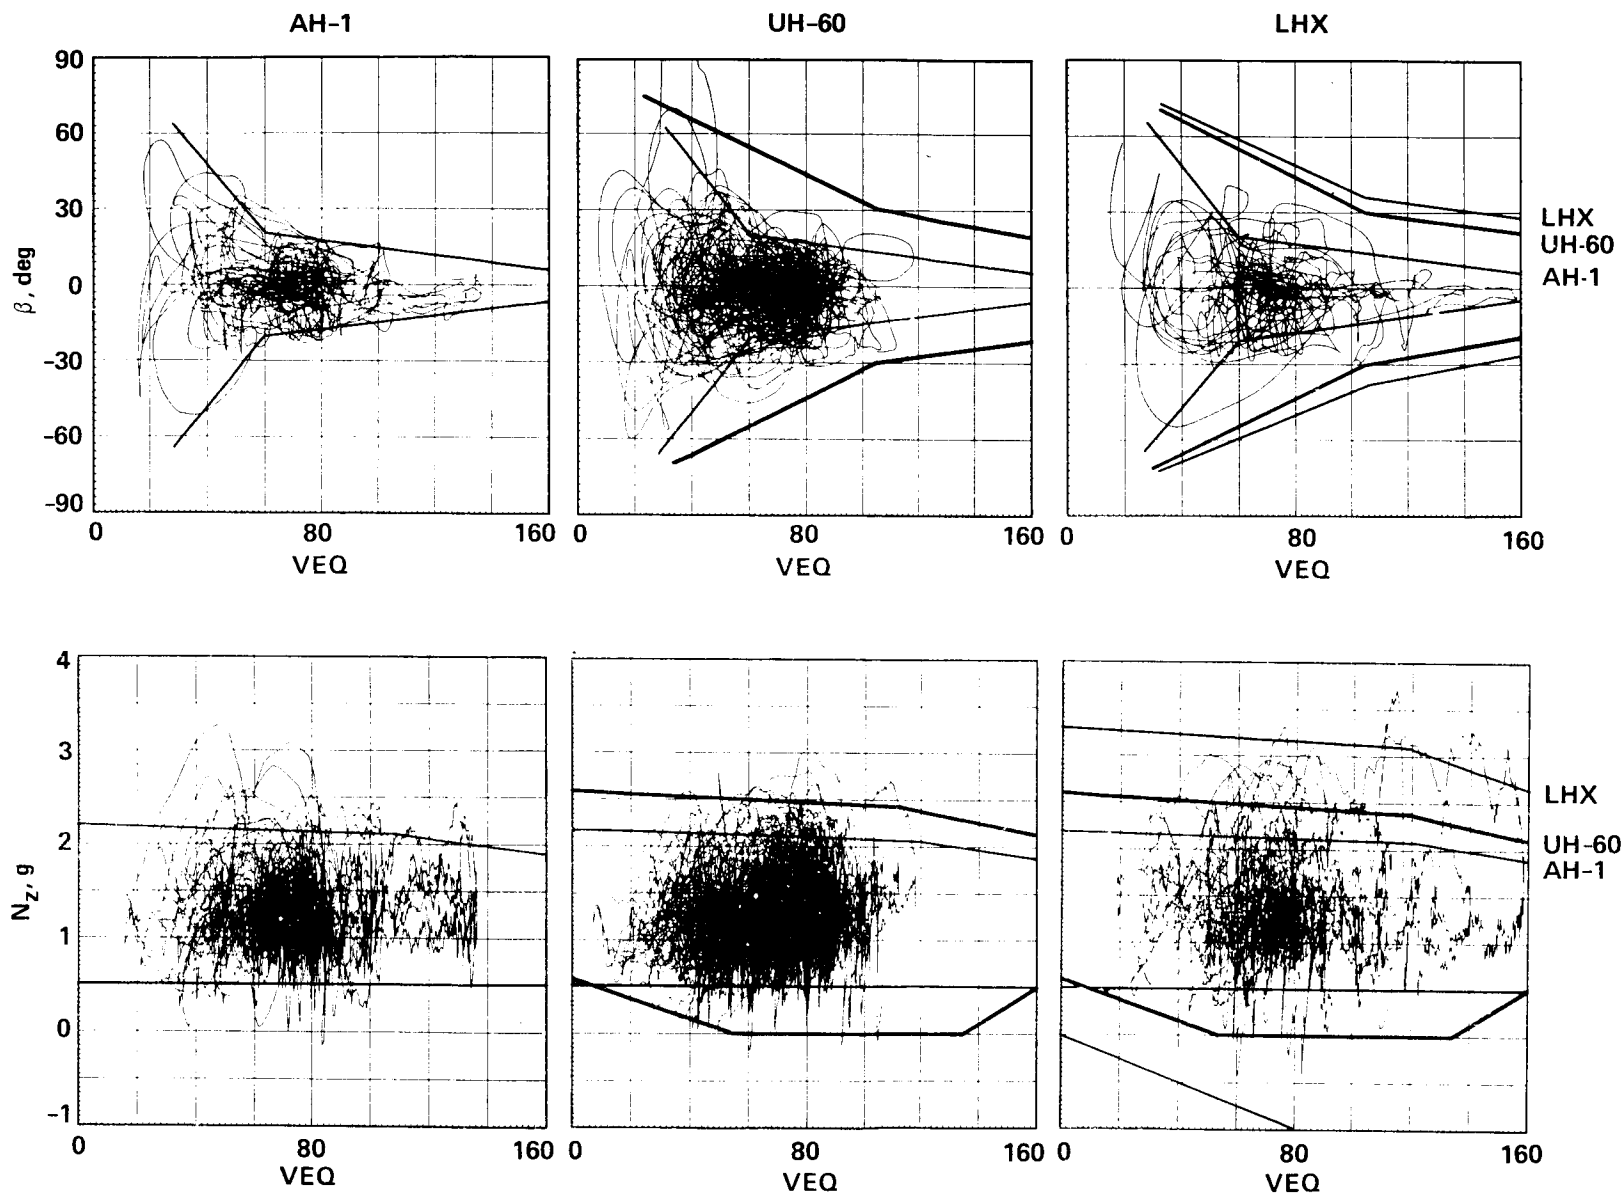 AH-1 UH-60 LHX
90
60
30
0
-30
-60
-90
β, deg
0 80 160 0 80 160 0 80 160
VEQ VEQ VEQ
LHX
UH-60
AH-1
4
3
2
1
0
-1
Nz, g
0 80 160 0 80 160 0 80 160
VEQ VEQ VEQ
LHX
UH-60
AH-1